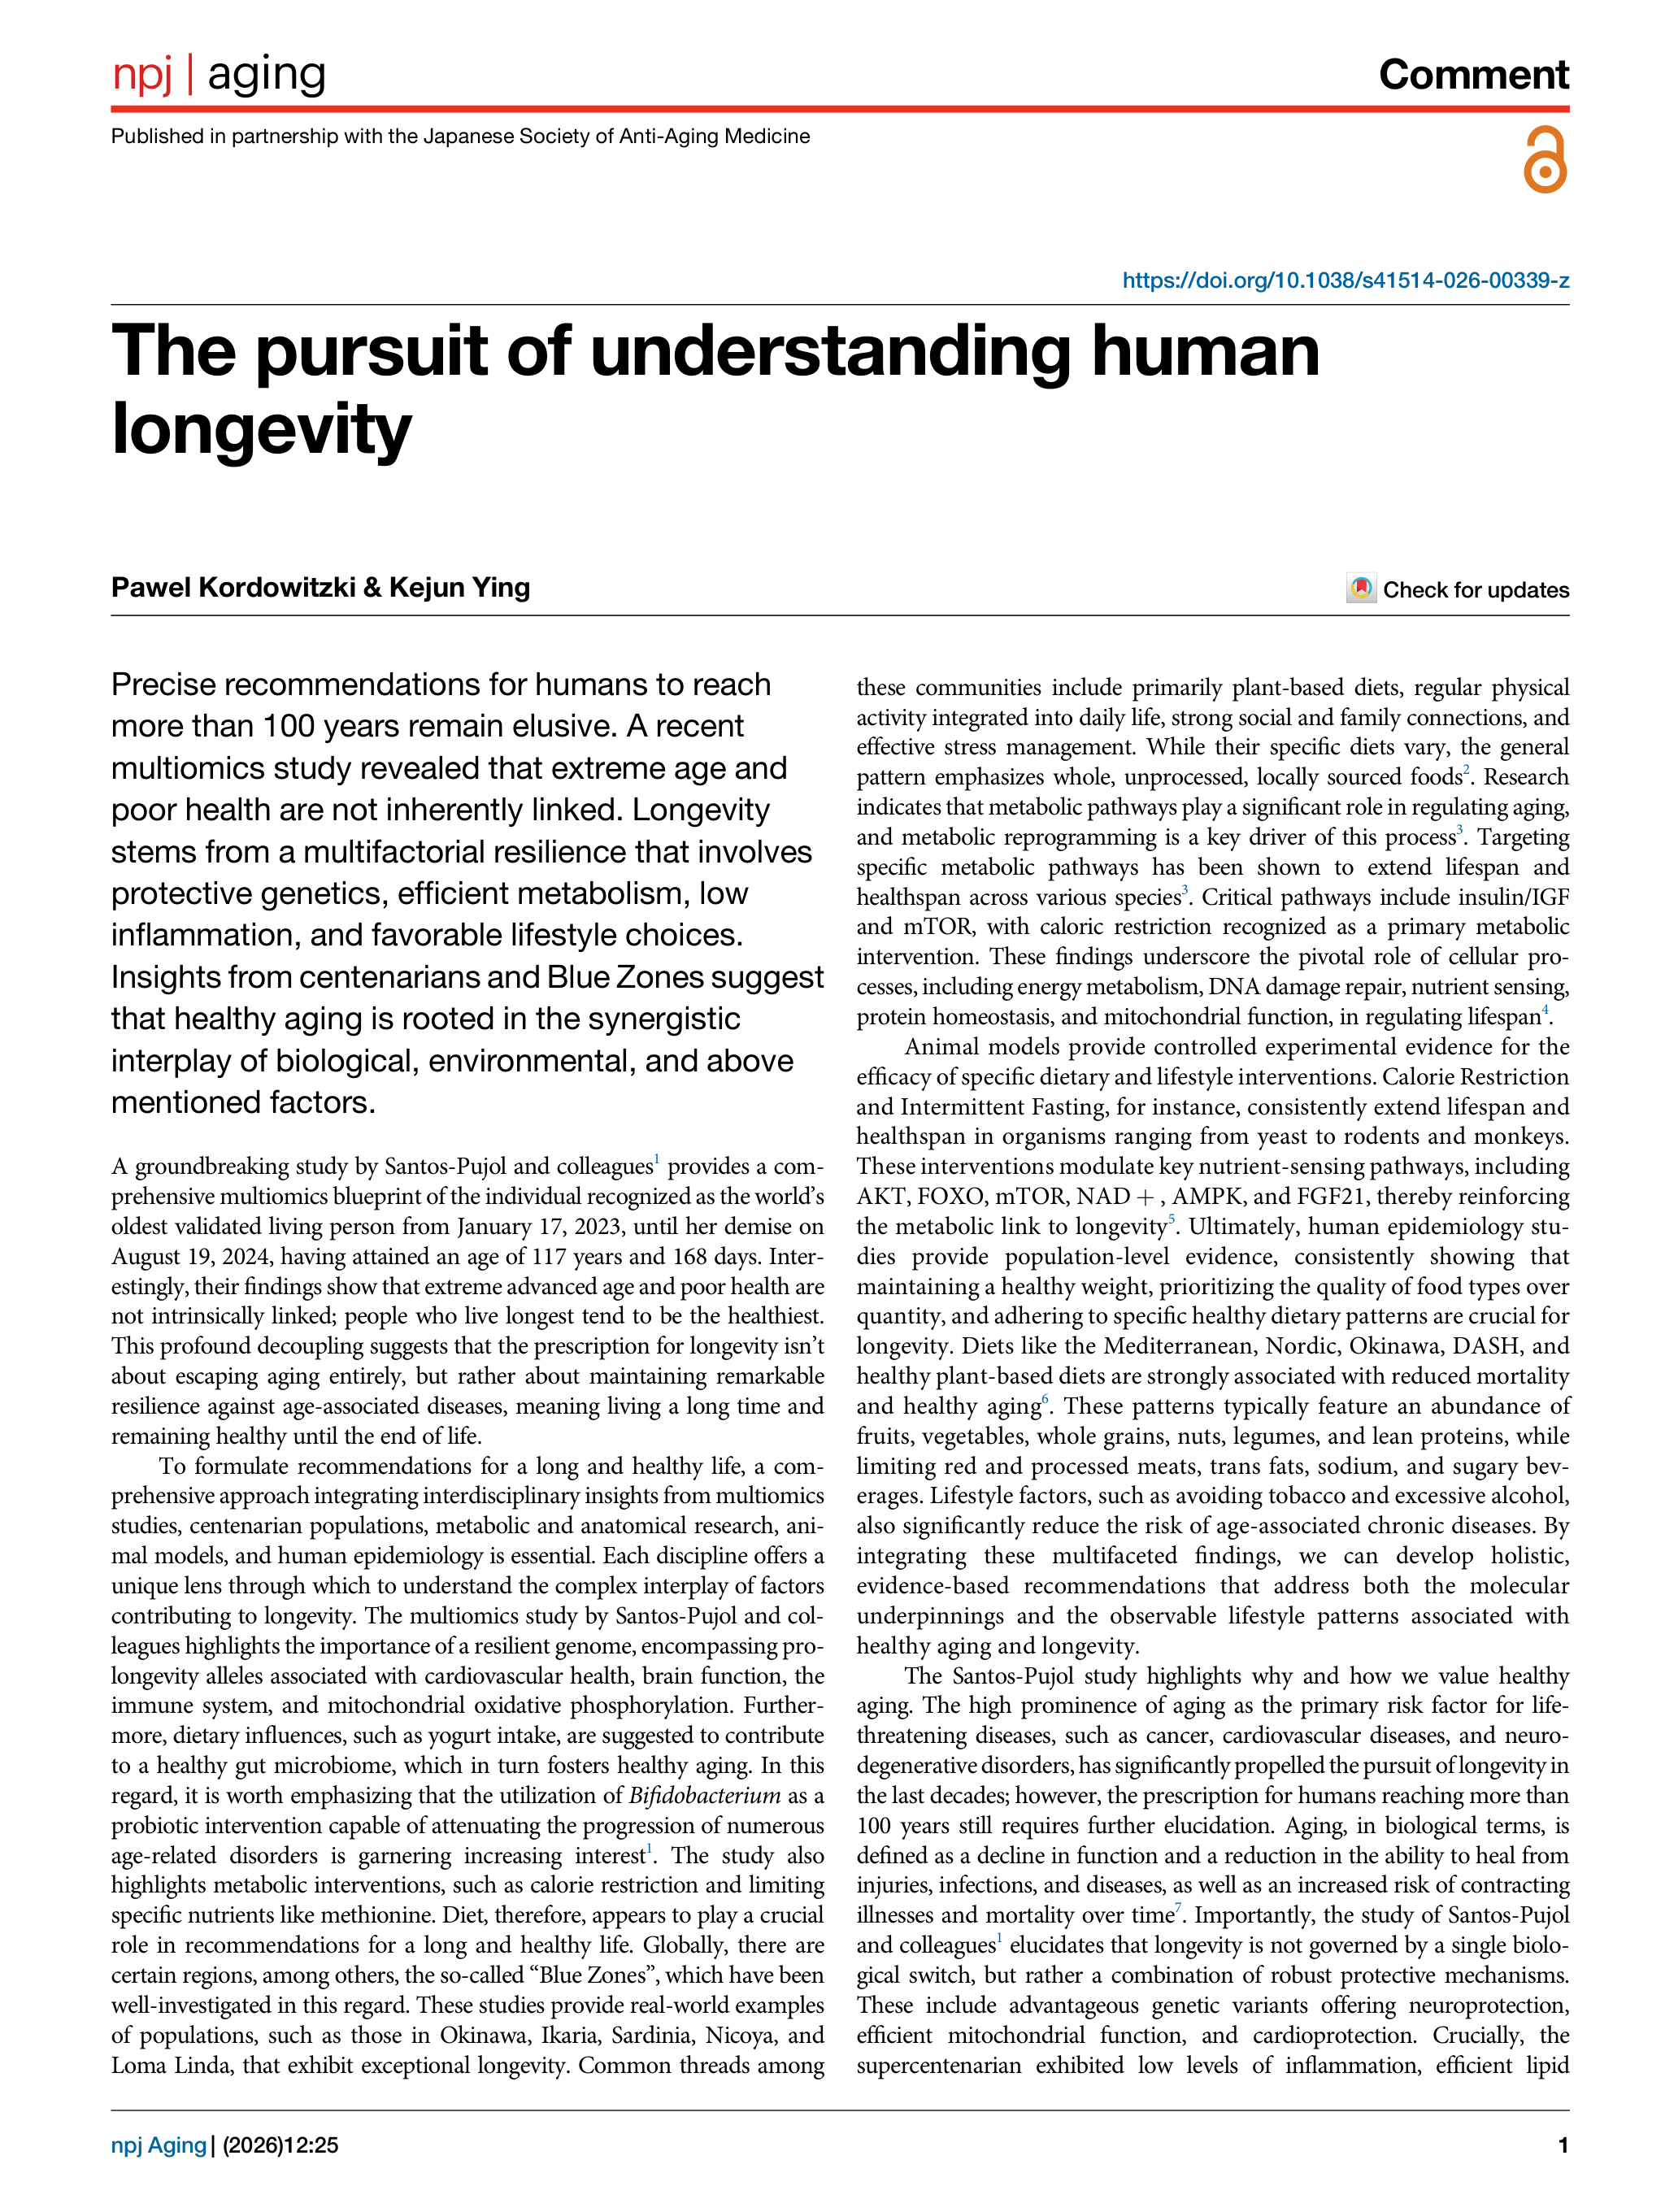 npj | aging
Comment
Published in partnership with the Japanese Society of Anti-Aging Medicine
https://doi.org/10.1038/s41514-026-00339-z
The pursuit of understanding human
longevity
Pawel Kordowitzki & Kejun Ying
Check for updates
Precise recommendations for humans to reach
more than 100 years remain elusive. A recent
multiomics study revealed that extreme age and
poor health are not inherently linked. Longevity
stems from a multifactorial resilience that involves
protective genetics, efficient metabolism, low
inflammation, and favorable lifestyle choices.
Insights from centenarians and Blue Zones suggest
that healthy aging is rooted in the synergistic
interplay of biological, environmental, and above
mentioned factors.
A groundbreaking study by Santos-Pujol and colleagues1 provides a com-
prehensive multiomics blueprint of the individual recognized as the world’s
oldest validated living person from January 17, 2023, until her demise on
August 19, 2024, having attained an age of 117 years and 168 days. Inter-
estingly, their findings show that extreme advanced age and poor health are
not intrinsically linked; people who live longest tend to be the healthiest.
This profound decoupling suggests that the prescription for longevity isn’t
about escaping aging entirely, but rather about maintaining remarkable
resilience against age-associated diseases, meaning living a long time and
remaining healthy until the end of life.
To formulate recommendations for a long and healthy life, a com-
prehensive approach integrating interdisciplinary insights from multiomics
studies, centenarian populations, metabolic and anatomical research, ani-
mal models, and human epidemiology is essential. Each discipline offers a
unique lens through which to understand the complex interplay of factors
contributing to longevity. The multiomics study by Santos-Pujol and col-
leagues highlights the importance of a resilient genome, encompassing pro-
longevity alleles associated with cardiovascular health, brain function, the
immune system, and mitochondrial oxidative phosphorylation. Further-
more, dietary influences, such as yogurt intake, are suggested to contribute
to a healthy gut microbiome, which in turn fosters healthy aging. In this
regard, it is worth emphasizing that the utilization of Bifidobacterium as a
probiotic intervention capable of attenuating the progression of numerous
age-related disorders is garnering increasing interest1. The study also
highlights metabolic interventions, such as calorie restriction and limiting
specific nutrients like methionine. Diet, therefore, appears to play a crucial
role in recommendations for a long and healthy life. Globally, there are
certain regions, among others, the so-called “Blue Zones”, which have been
well-investigated in this regard. These studies provide real-world examples
of populations, such as those in Okinawa, Ikaria, Sardinia, Nicoya, and
Loma Linda, that exhibit exceptional longevity. Common threads among
these communities include primarily plant-based diets, regular physical
activity integrated into daily life, strong social and family connections, and
effective stress management. While their specific diets vary, the general
pattern emphasizes whole, unprocessed, locally sourced foods2. Research
indicates that metabolic pathways play a significant role in regulating aging,
and metabolic reprogramming is a key driver of this process3. Targeting
specific metabolic pathways has been shown to extend lifespan and
healthspan across various species3. Critical pathways include insulin/IGF
and mTOR, with caloric restriction recognized as a primary metabolic
intervention. These findings underscore the pivotal role of cellular pro-
cesses, including energy metabolism, DNA damage repair, nutrient sensing,
protein homeostasis, and mitochondrial function, in regulating lifespan4.
Animal models provide controlled experimental evidence for the
efficacy of specific dietary and lifestyle interventions. Calorie Restriction
and Intermittent Fasting, for instance, consistently extend lifespan and
healthspan in organisms ranging from yeast to rodents and monkeys.
These interventions modulate key nutrient-sensing pathways, including
AKT, FOXO, mTOR, NAD + , AMPK, and FGF21, thereby reinforcing
the metabolic link to longevity5. Ultimately, human epidemiology stu-
dies provide population-level evidence, consistently showing that
maintaining a healthy weight, prioritizing the quality of food types over
quantity, and adhering to specific healthy dietary patterns are crucial for
longevity. Diets like the Mediterranean, Nordic, Okinawa, DASH, and
healthy plant-based diets are strongly associated with reduced mortality
and healthy aging6. These patterns typically feature an abundance of
fruits, vegetables, whole grains, nuts, legumes, and lean proteins, while
limiting red and processed meats, trans fats, sodium, and sugary bev-
erages. Lifestyle factors, such as avoiding tobacco and excessive alcohol,
also significantly reduce the risk of age-associated chronic diseases. By
integrating these multifaceted findings, we can develop holistic,
evidence-based recommendations that address both the molecular
underpinnings and the observable lifestyle patterns associated with
healthy aging and longevity.
The Santos-Pujol study highlights why and how we value healthy
aging. The high prominence of aging as the primary risk factor for life-
threatening diseases, such as cancer, cardiovascular diseases, and neuro-
degenerative disorders, has significantly propelled the pursuit of longevity in
the last decades; however, the prescription for humans reaching more than
100 years still requires further elucidation. Aging, in biological terms, is
defined as a decline in function and a reduction in the ability to heal from
injuries, infections, and diseases, as well as an increased risk of contracting
illnesses and mortality over time7. Importantly, the study of Santos-Pujol
and colleagues1 elucidates that longevity is not governed by a single biolo-
gical switch, but rather a combination of robust protective mechanisms.
These include advantageous genetic variants offering neuroprotection,
efficient mitochondrial function, and cardioprotection. Crucially, the
supercentenarian exhibited low levels of inflammation, efficient lipid
npj Aging | (2026)12:25
1